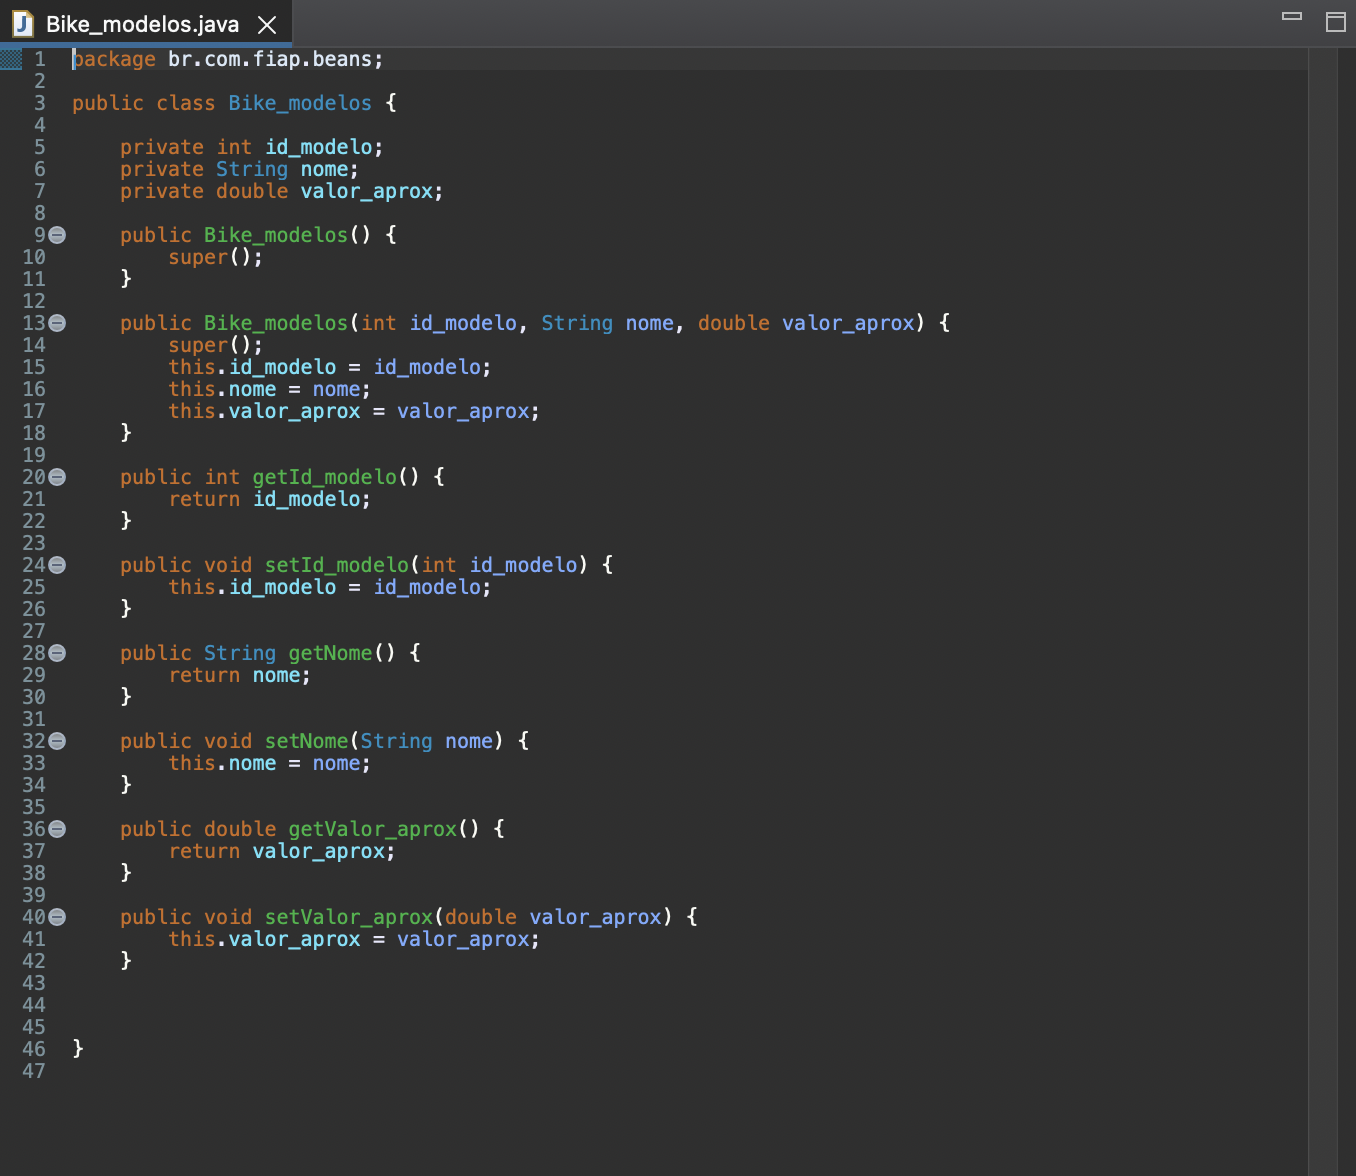 Bike_modelos.java
1 package br.com.fiap.beans;
2
3 public class Bike_modelos {
4
5     private int id_modelo;
6     private String nome;
7     private double valor_aprox;
8
9     public Bike_modelos() {
10         super();
11     }
12
13     public Bike_modelos(int id_modelo, String nome, double valor_aprox) {
14         super();
15         this.id_modelo = id_modelo;
16         this.nome = nome;
17         this.valor_aprox = valor_aprox;
18     }
19
20     public int getId_modelo() {
21         return id_modelo;
22     }
23
24     public void setId_modelo(int id_modelo) {
25         this.id_modelo = id_modelo;
26     }
27
28     public String getNome() {
29         return nome;
30     }
31
32     public void setNome(String nome) {
33         this.nome = nome;
34     }
35
36     public double getValor_aprox() {
37         return valor_aprox;
38     }
39
40     public void setValor_aprox(double valor_aprox) {
41         this.valor_aprox = valor_aprox;
42     }
43
44
45
46 }
47